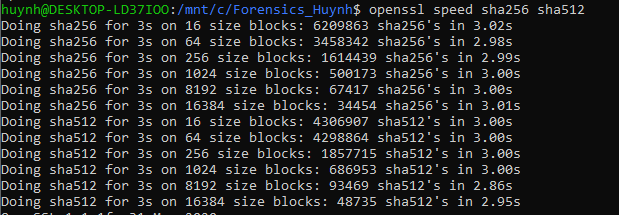 huynh@DESKTOP-LD37IOO:/mnt/c/Forensics_Huynh$ openssl speed sha256 sha512
Doing sha256 for 3s on 16 size blocks: 6209863 sha256's in 3.02s
Doing sha256 for 3s on 64 size blocks: 3458342 sha256's in 2.98s
Doing sha256 for 3s on 256 size blocks: 1614439 sha256's in 2.99s
Doing sha256 for 3s on 1024 size blocks: 500173 sha256's in 3.00s
Doing sha256 for 3s on 8192 size blocks: 67417 sha256's in 3.00s
Doing sha256 for 3s on 16384 size blocks: 34454 sha256's in 3.01s
Doing sha512 for 3s on 16 size blocks: 4306907 sha512's in 3.00s
Doing sha512 for 3s on 64 size blocks: 4298864 sha512's in 3.00s
Doing sha512 for 3s on 256 size blocks: 1857715 sha512's in 3.00s
Doing sha512 for 3s on 1024 size blocks: 686953 sha512's in 3.00s
Doing sha512 for 3s on 8192 size blocks: 93469 sha512's in 2.86s
Doing sha512 for 3s on 16384 size blocks: 48735 sha512's in 2.95s